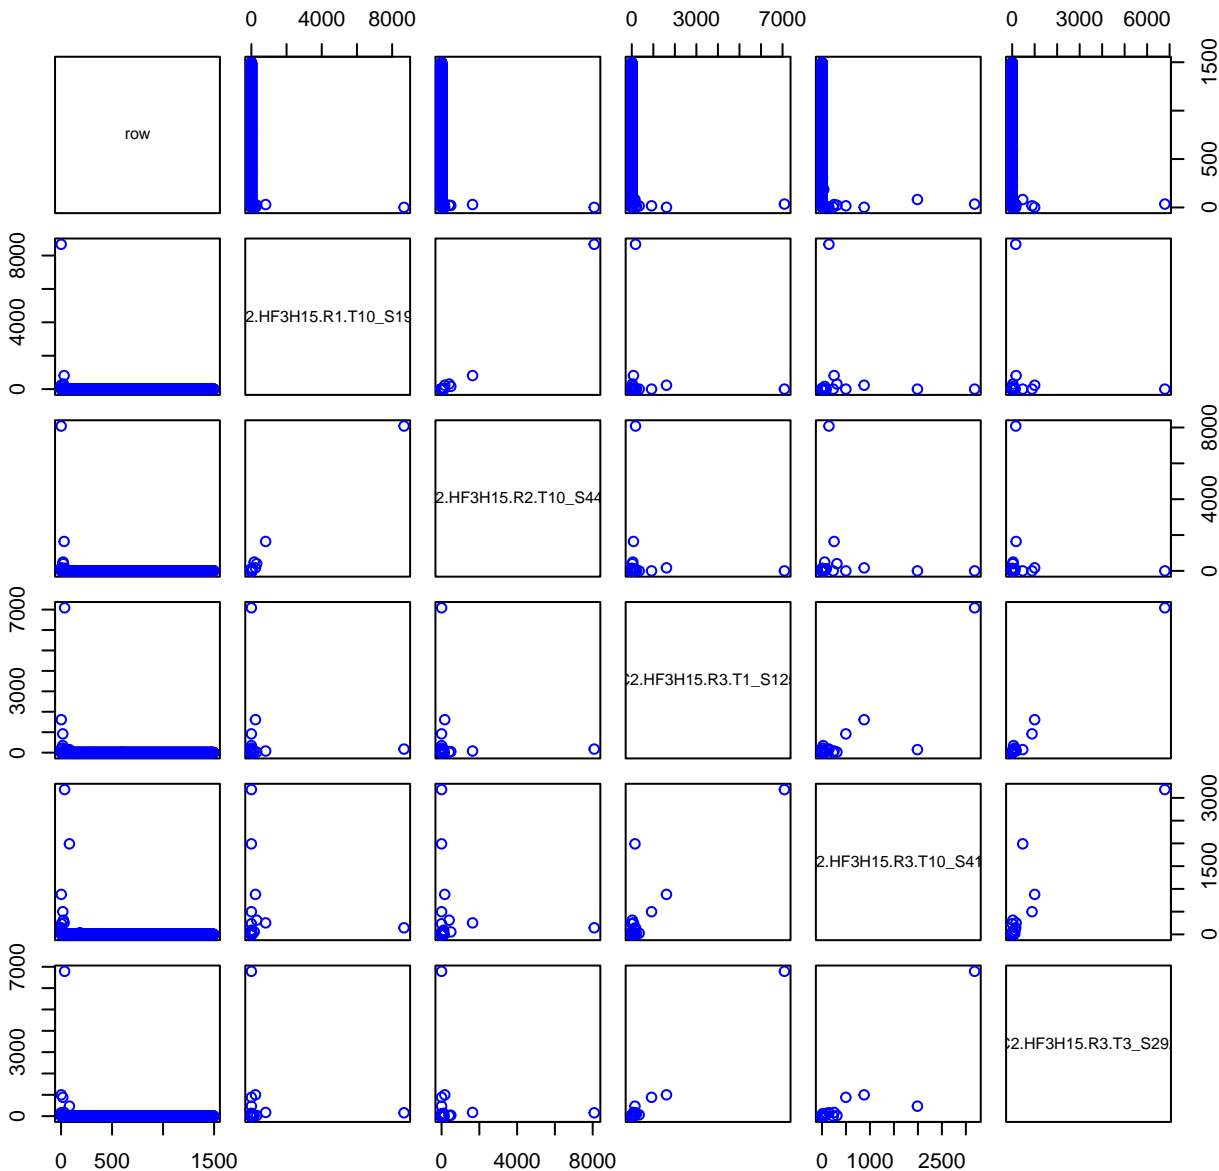 0 4000 8000 0 3000 7000 0 3000 6000
row
0 500 1500
0 4000 8000
2.HF3H15.R1.T10_S19
2.HF3H15.R2.T10_S44
0 4000 8000
0 3000 7000
2.HF3H15.R3.T1_S12
2.HF3H15.R3.T10_S41
0 1500 3000
0 3000 7000
2.HF3H15.R3.T3_S29
0 500 1500 0 4000 8000 0 1000 2500